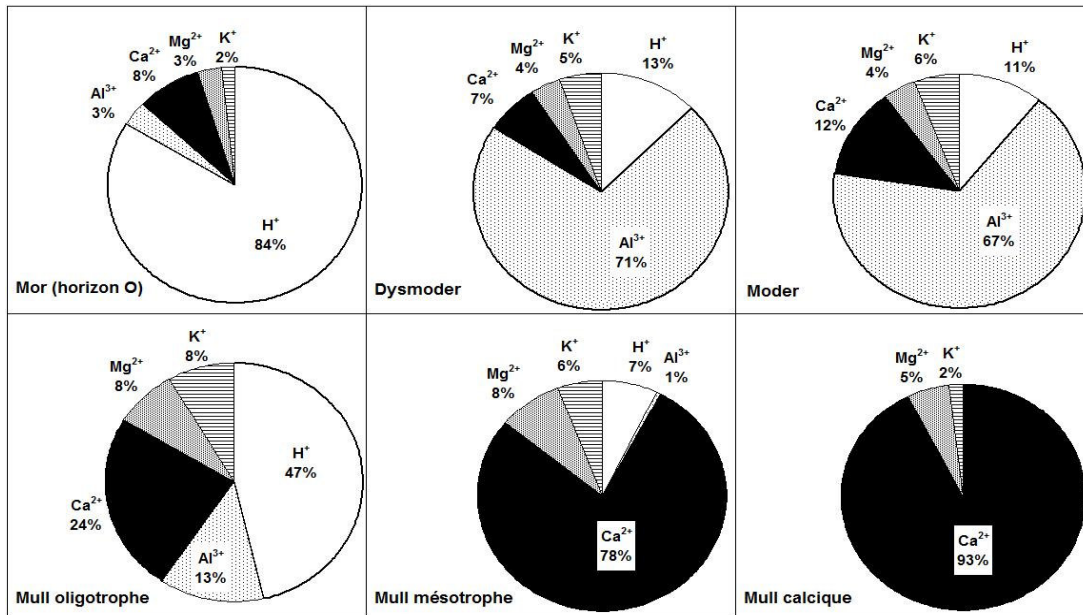 K⁺
2%
Mg²⁺
3%
Ca²⁺
8%
Al³⁺
3%
H⁺
84%
Mor (horizon O)
K⁺
5%
Mg²⁺
4%
Ca²⁺
7%
H⁺
13%
Al³⁺
71%
Dysmoder
K⁺
6%
Mg²⁺
4%
Ca²⁺
12%
H⁺
11%
Al³⁺
67%
Moder
K⁺
8%
Mg²⁺
8%
Ca²⁺
24%
H⁺
47%
Al³⁺
13%
Mull oligotrophe
K⁺
6%
Mg²⁺
8%
H⁺
7%
Al³⁺
1%
Ca²⁺
78%
Mull mésotrophe
K⁺
2%
Mg²⁺
5%
Ca²⁺
93%
Mull calcique